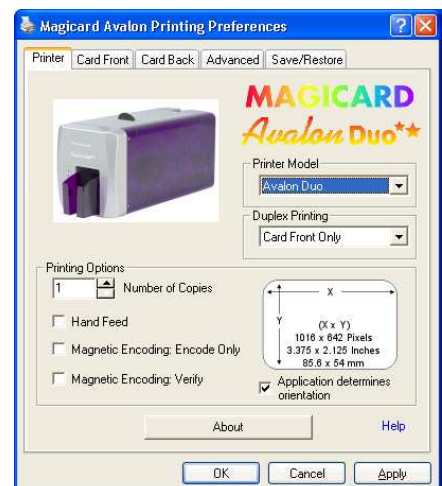 Magicard Avalon Printing Preferences
Printer Card Front Card Back Advanced Save/Restore
MAGICARD
Avalon Duo
Printer Model
Avalon Duo
Duplex Printing
Card Front Only
Printing Options
1 Number of Copies
Hand Feed
Magnetic Encoding: Encode Only
Magnetic Encoding: Verify
X
Y
(X x Y)
1016 x 642 Pixels
3.375 x 2.125 Inches
85.6 x 54 mm
Application determines
orientation
About
Help
OK Cancel Apply